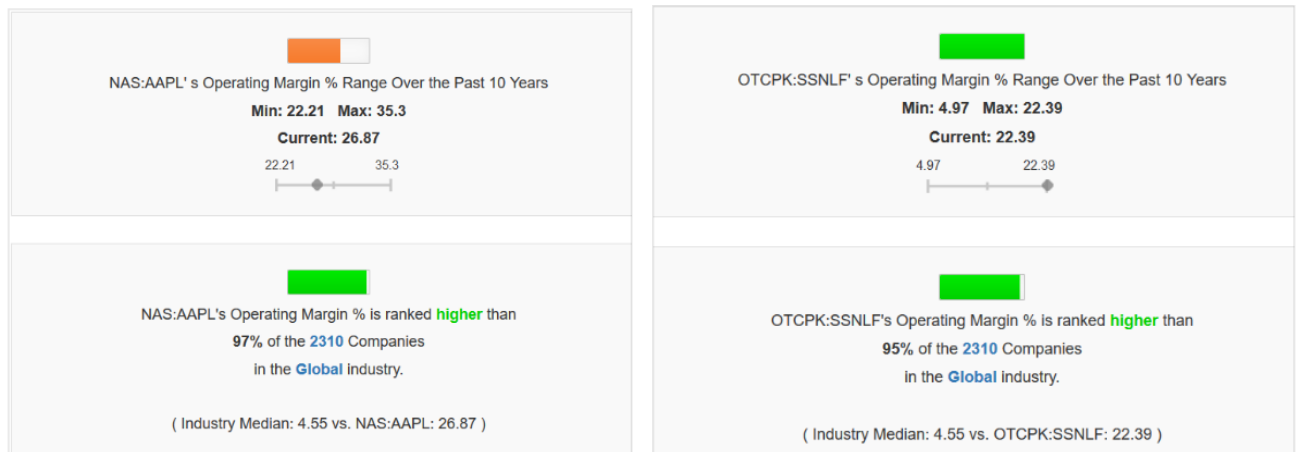 NAS:AAPL' s Operating Margin % Range Over the Past 10 Years
Min: 22.21 Max: 35.3
Current: 26.87
22.21 35.3
NAS:AAPL's Operating Margin % is ranked higher than
97% of the 2310 Companies
in the Global industry.
( Industry Median: 4.55 vs. NAS:AAPL: 26.87 )
OTCPK:SSNLF' s Operating Margin % Range Over the Past 10 Years
Min: 4.97 Max: 22.39
Current: 22.39
4.97 22.39
OTCPK:SSNLF's Operating Margin % is ranked higher than
95% of the 2310 Companies
in the Global industry.
( Industry Median: 4.55 vs. OTCPK:SSNLF: 22.39 )